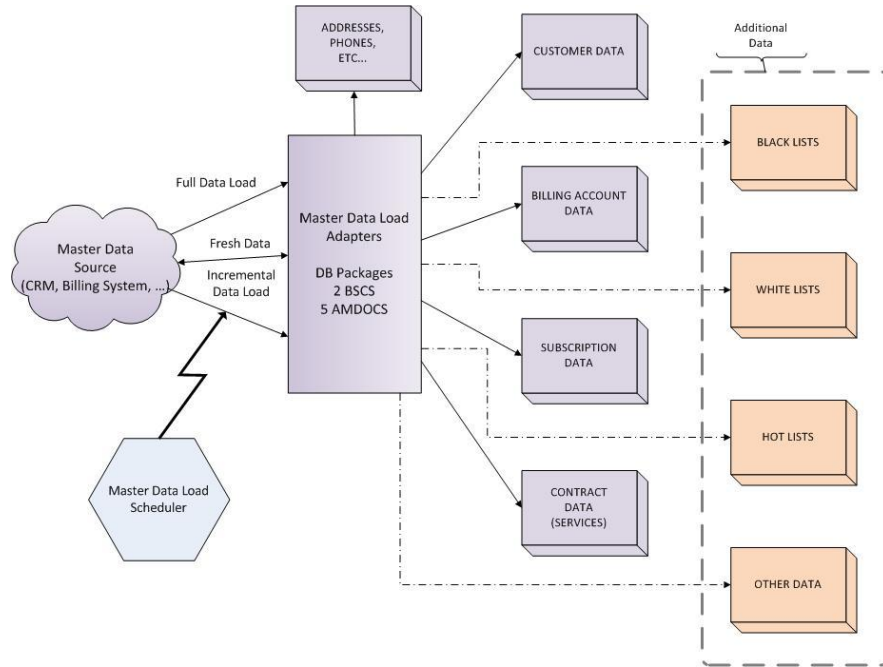 ADDRESSES,
PHONES,
ETC...
CUSTOMER DATA
Additional
Data
BLACK LISTS
Full Data Load
BILLING ACCOUNT
DATA
Master Data Load
Adapters
DB Packages
2 BSCS
5 AMDOCS
Fresh Data
Master Data
Source
(CRM, Billing System, ...)
Incremental
Data Load
WHITE LISTS
SUBSCRIPTION
DATA
HOT LISTS
Master Data Load
Scheduler
CONTRACT
DATA
(SERVICES)
OTHER DATA